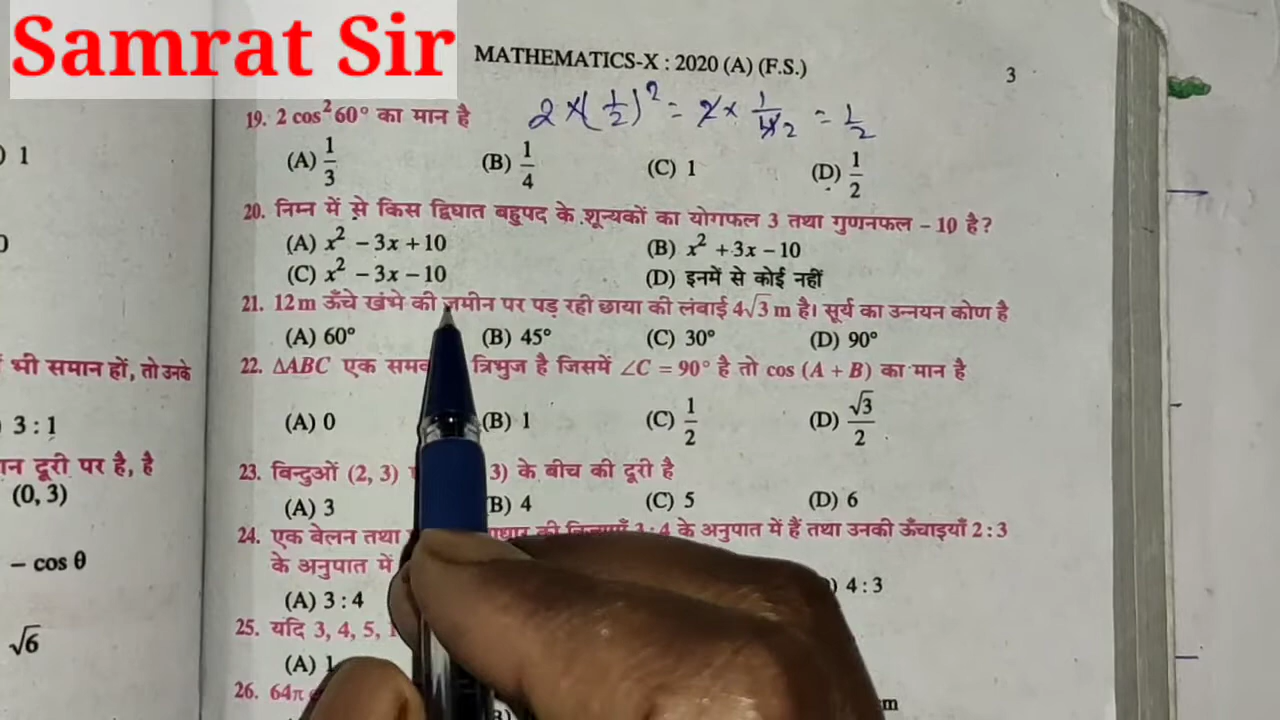 Samrat Sir
MATHEMATICS-X : 2020 (A) (F.S.)
3
19. 2 cos²60° का मान है
2×(1/2)² = 2 × 1/4 2 = 1/2
(A) 1/3 (B) 1/4 (C) 1 (D) 1/2
20. निम्न में से किस द्विघात बहुपद के शून्यकों का योगफल 3 तथा गुणनफल – 10 है?
(A) x² – 3x + 10 (B) x² + 3x – 10
(C) x² – 3x – 10 (D) इनमें से कोई नहीं
21. 12 m ऊँचे खंभे की ज़मीन पर पड़ रही छाया की लंबाई 4√3 m है। सूर्य का उन्नयन कोण है
(A) 60° (B) 45° (C) 30° (D) 90°
22. ΔABC एक त्रिभुज है जिसमें ∠C = 90° है तो cos (A + B) का मान है
(A) 0 (B) 1 (C) 1/2 (D) √3/2
23. बिन्दुओं (2, 3) 3) के बीच की दूरी है
(A) 3 (B) 4 (C) 5 (D) 6
24. एक बेलन तथा 3 : 4 के अनुपात में हैं तथा उनकी ऊँचाइयाँ 2 : 3
के अनुपात में
(A) 3 : 4 4 : 3
25. यदि 3, 4, 5,
(A) 1
26. 64π
) 1
भी समान हों, तो उनके
3 : 1
दूरी पर है, है
(0, 3)
– cos θ
√6